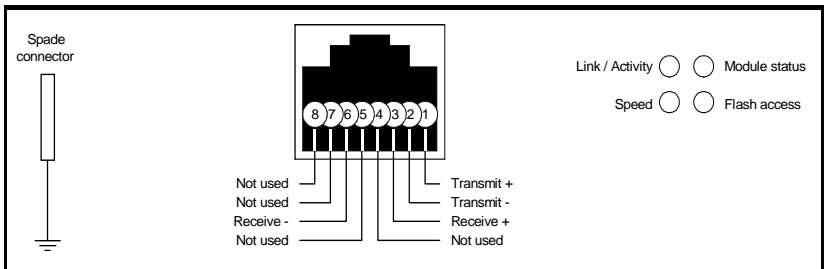 Spade
connector
Link / Activity Module status
Speed Flash access
8 7 6 5 4 3 2 1
Not used Transmit +
Not used Transmit -
Receive - Receive +
Not used Not used